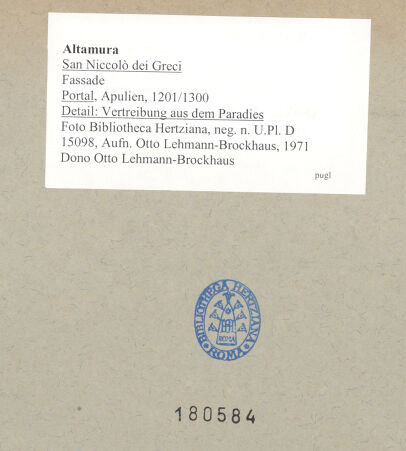 Altamura
San Niccolò dei Greci
Fassade
Portal, Apulien, 1201/1300
Detail: Vertreibung aus dem Paradies
Foto Bibliotheca Hertziana, neg. n. U.Pl. D
15098, Aufn. Otto Lehmann-Brockhaus, 1971
Dono Otto Lehmann-Brockhaus
pugl
BIBLIOTHECA HERTZIANA
ROMA
ROMA
180584